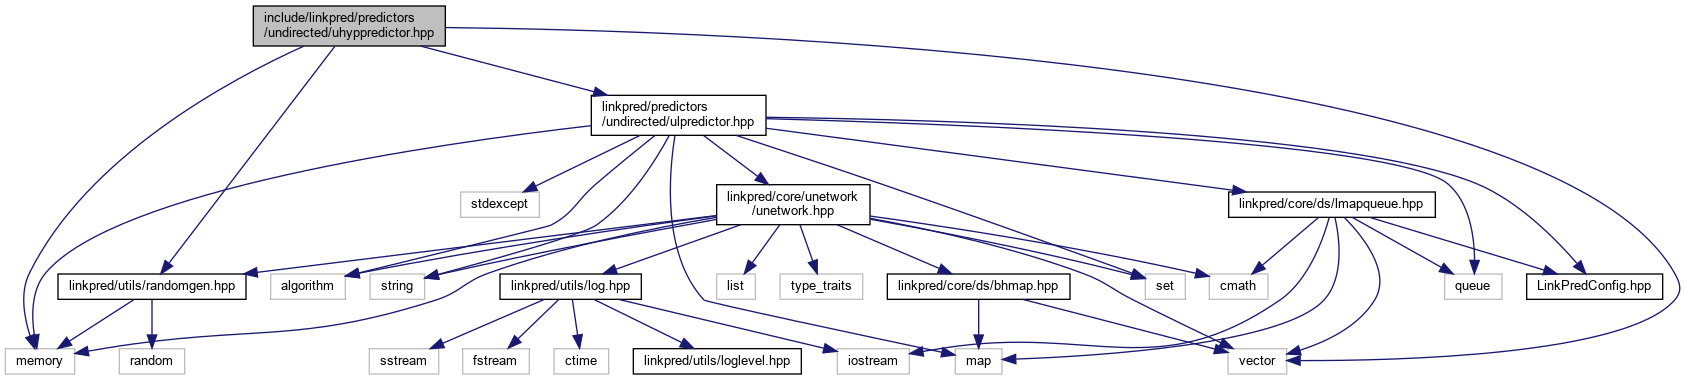 include/linkpred/predictors
/undirected/uhyppredictor.hpp
linkpred/predictors
/undirected/ulpredictor.hpp
stdexcept
linkpred/core/unetwork
/unetwork.hpp
linkpred/core/ds/lmapqueue.hpp
linkpred/utils/randomgen.hpp
algorithm
string
linkpred/utils/log.hpp
list
type_traits
linkpred/core/ds/bhmap.hpp
set
cmath
queue
LinkPredConfig.hpp
memory
random
sstream
fstream
ctime
linkpred/utils/loglevel.hpp
iostream
map
vector